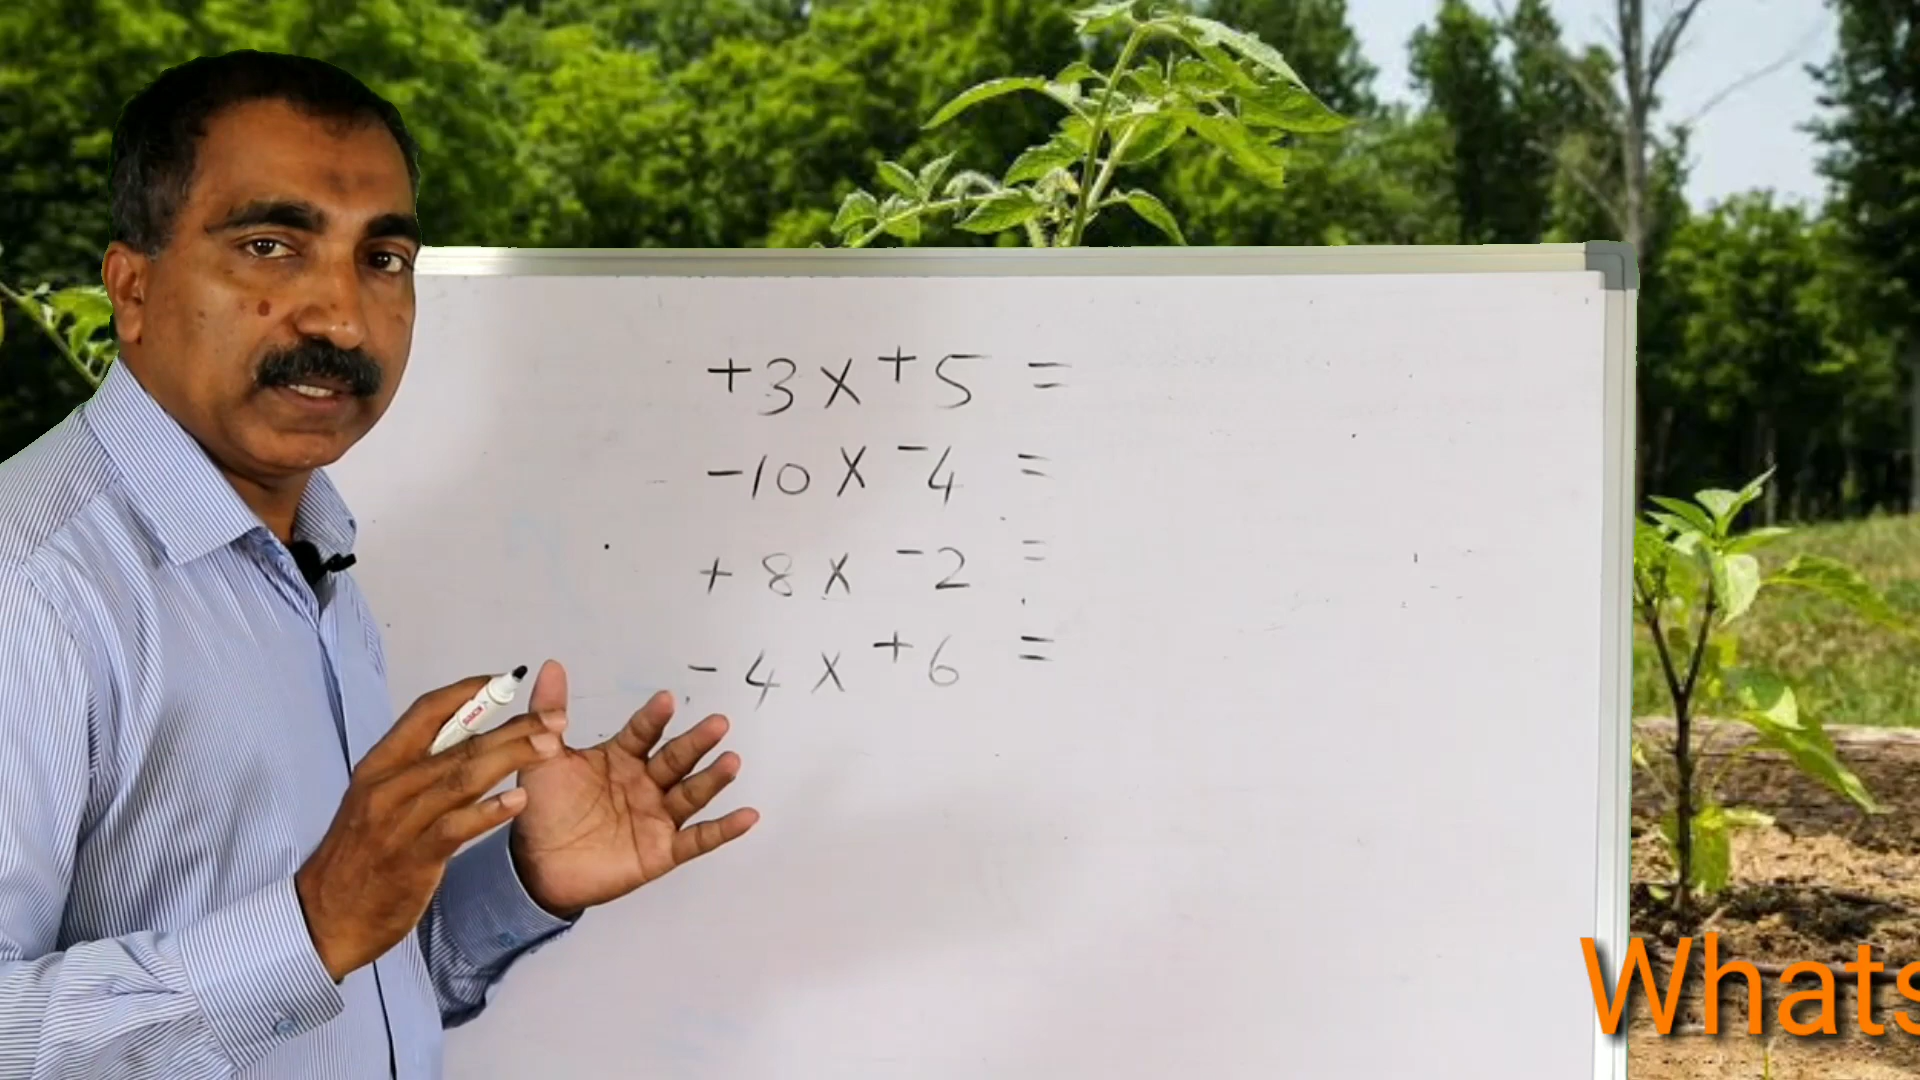 +3 x +5 =
-10 x -4 =
+8 x -2 =
-4 x +6 =
Whats